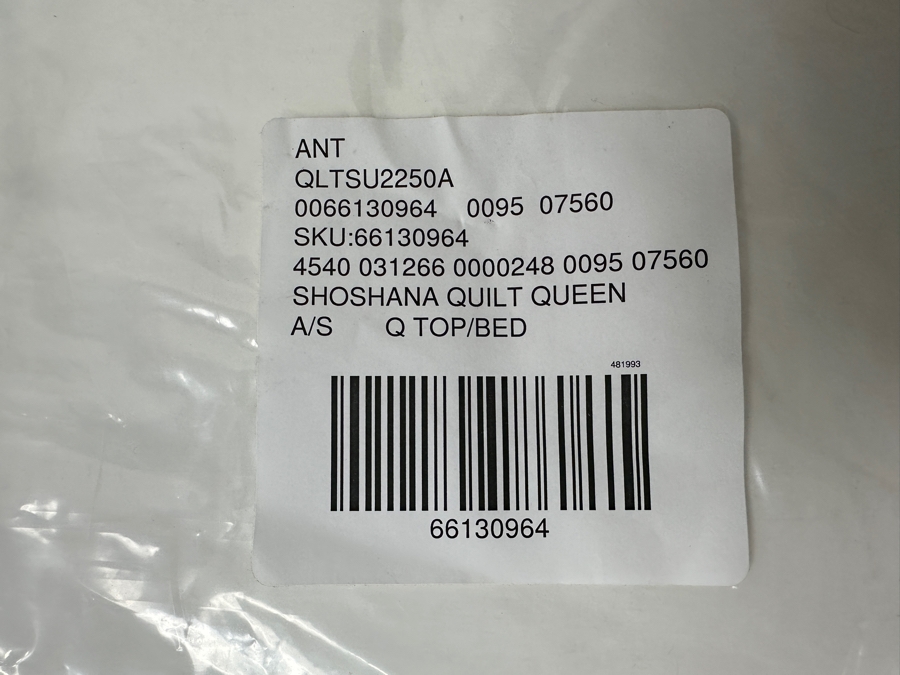 ANT
QLTSU2250A
0066130964 0095 07560
SKU:66130964
4540 031266 0000248 0095 07560
SHOSHANA QUILT QUEEN
A/S Q TOP/BED
481993
66130964